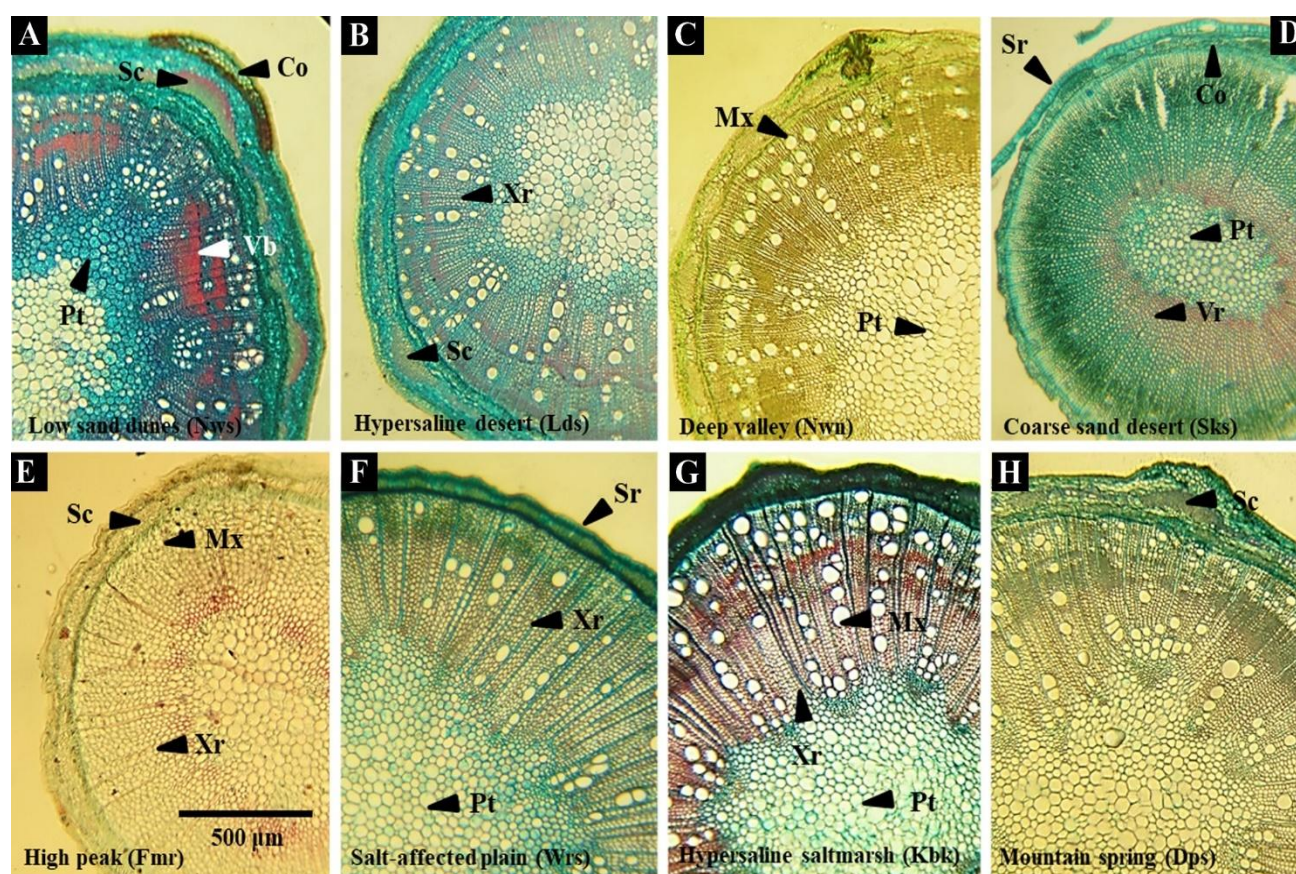 A
Sc
Co
Vb
Pt
Low sand dunes (Nws)
B
Xr
Sc
Hypersaline desert (Lds)
C
Mx
Pt
Deep valley (Nwn)
D
Sr
Co
Pt
Vr
Coarse sand desert (Sks)
E
Sc
Mx
Xr
500 µm
High peak (Fmr)
F
Sr
Xr
Pt
Salt-affected plain (Wrs)
G
Mx
Xr
Pt
Hypersaline saltmarsh (Kbk)
H
Sc
Mountain spring (Dps)